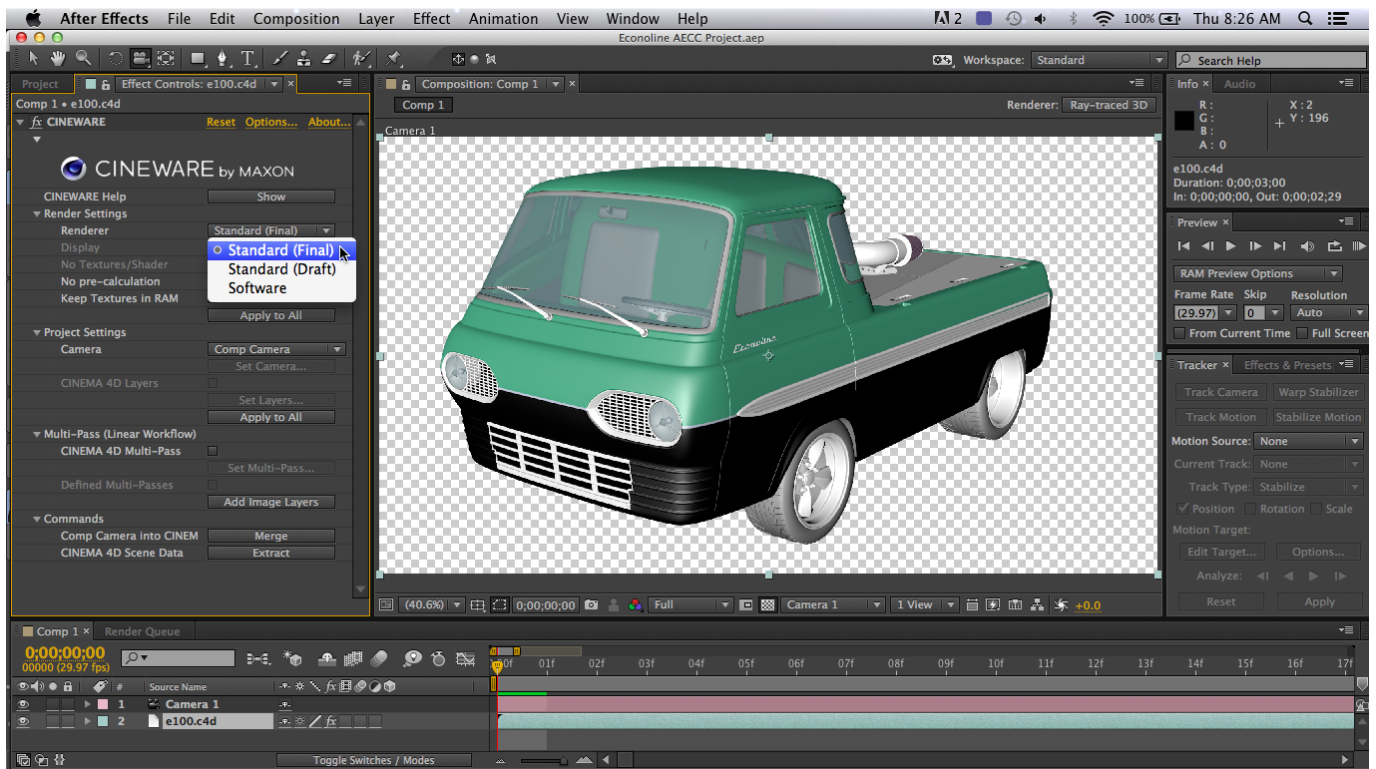 After Effects File Edit Composition Layer Effect Animation View Window Help 2 100% Thu 8:26 AM
Econoline AECC Project.aep
T Workspace: Standard Search Help
Project Effect Controls: e100.c4d ×
Comp 1 • e100.c4d
fx CINEWARE Reset Options... About...
CINEWARE by MAXON
CINEWARE Help Show
Render Settings
Renderer Standard (Final)
Display
Standard (Final)
No Textures/Shader
Standard (Draft)
No pre-calculation
Software
Keep Textures in RAM
Apply to All
Project Settings
Camera Comp Camera
Set Camera...
CINEMA 4D Layers
Set Layers...
Apply to All
Multi-Pass (Linear Workflow)
CINEMA 4D Multi-Pass
Set Multi-Pass...
Defined Multi-Passes
Add Image Layers
Commands
Comp Camera into CINEM Merge
CINEMA 4D Scene Data Extract
Composition: Comp 1 ×
Comp 1 Renderer: Ray-traced 3D
Camera 1
Econoline
(40.6%) 0;00;00;00 Full Camera 1 1 View +0.0
Info × Audio
R : X : 2
G : Y : 196
B :
A : 0
e100.c4d
Duration: 0;00;03;00
In: 0;00;00;00, Out: 0;00;02;29
Preview ×
RAM Preview Options
Frame Rate Skip Resolution
(29.97) 0 Auto
From Current Time Full Screen
Tracker × Effects & Presets
Track Camera Warp Stabilizer
Track Motion Stabilize Motion
Motion Source: None
Current Track: None
Track Type: Stabilize
Position Rotation Scale
Motion Target:
Edit Target... Options...
Analyze:
Reset Apply
Comp 1 × Render Queue
0;00;00;00
00000 (29.97 fps)
00f 01f 02f 03f 04f 05f 06f 07f 08f 09f 10f 11f 12f 13f 14f 15f 16f 17f
# Source Name fx
1 Camera 1
2 e100.c4d fx
Toggle Switches / Modes